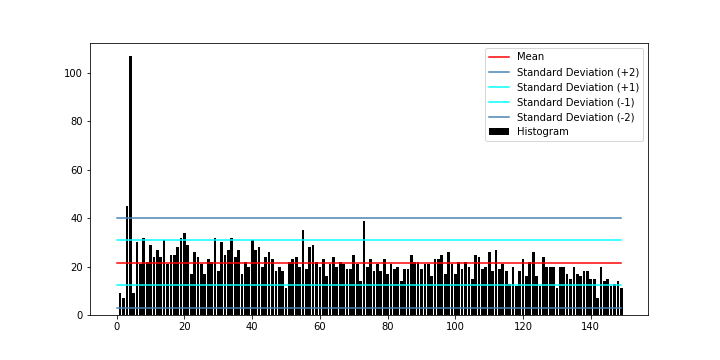 Mean
Standard Deviation (+2)
Standard Deviation (+1)
Standard Deviation (-1)
Standard Deviation (-2)
Histogram
100
80
60
40
20
0
0 20 40 60 80 100 120 140